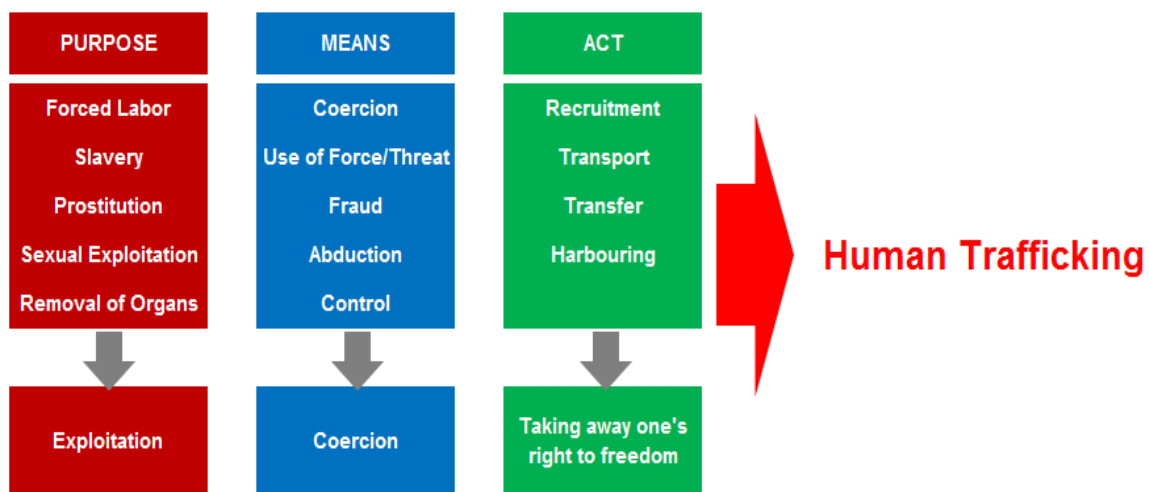 PURPOSE
Forced Labor
Slavery
Prostitution
Sexual Exploitation
Removal of Organs
Exploitation
MEANS
Coercion
Use of Force/Threat
Fraud
Abduction
Control
Coercion
ACT
Recruitment
Transport
Transfer
Harbouring
Taking away one's
right to freedom
Human Trafficking